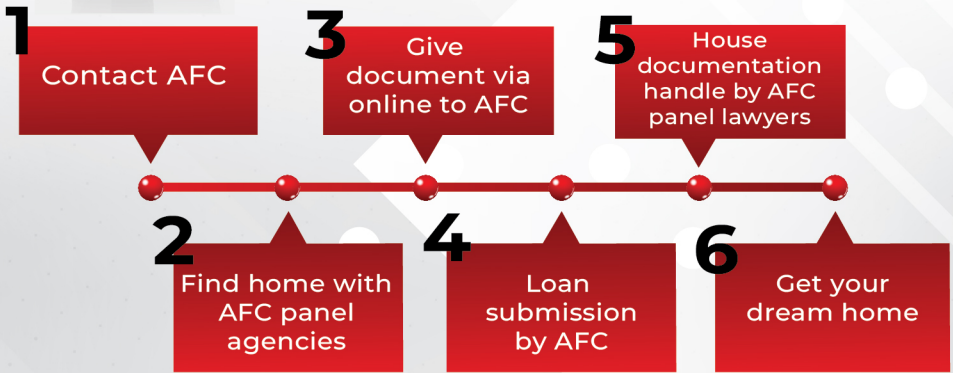 1
Contact AFC
2
Find home with
AFC panel
agencies
3
Give
document via
online to AFC
4
Loan
submission
by AFC
5
House
documentation
handle by AFC
panel lawyers
6
Get your
dream home